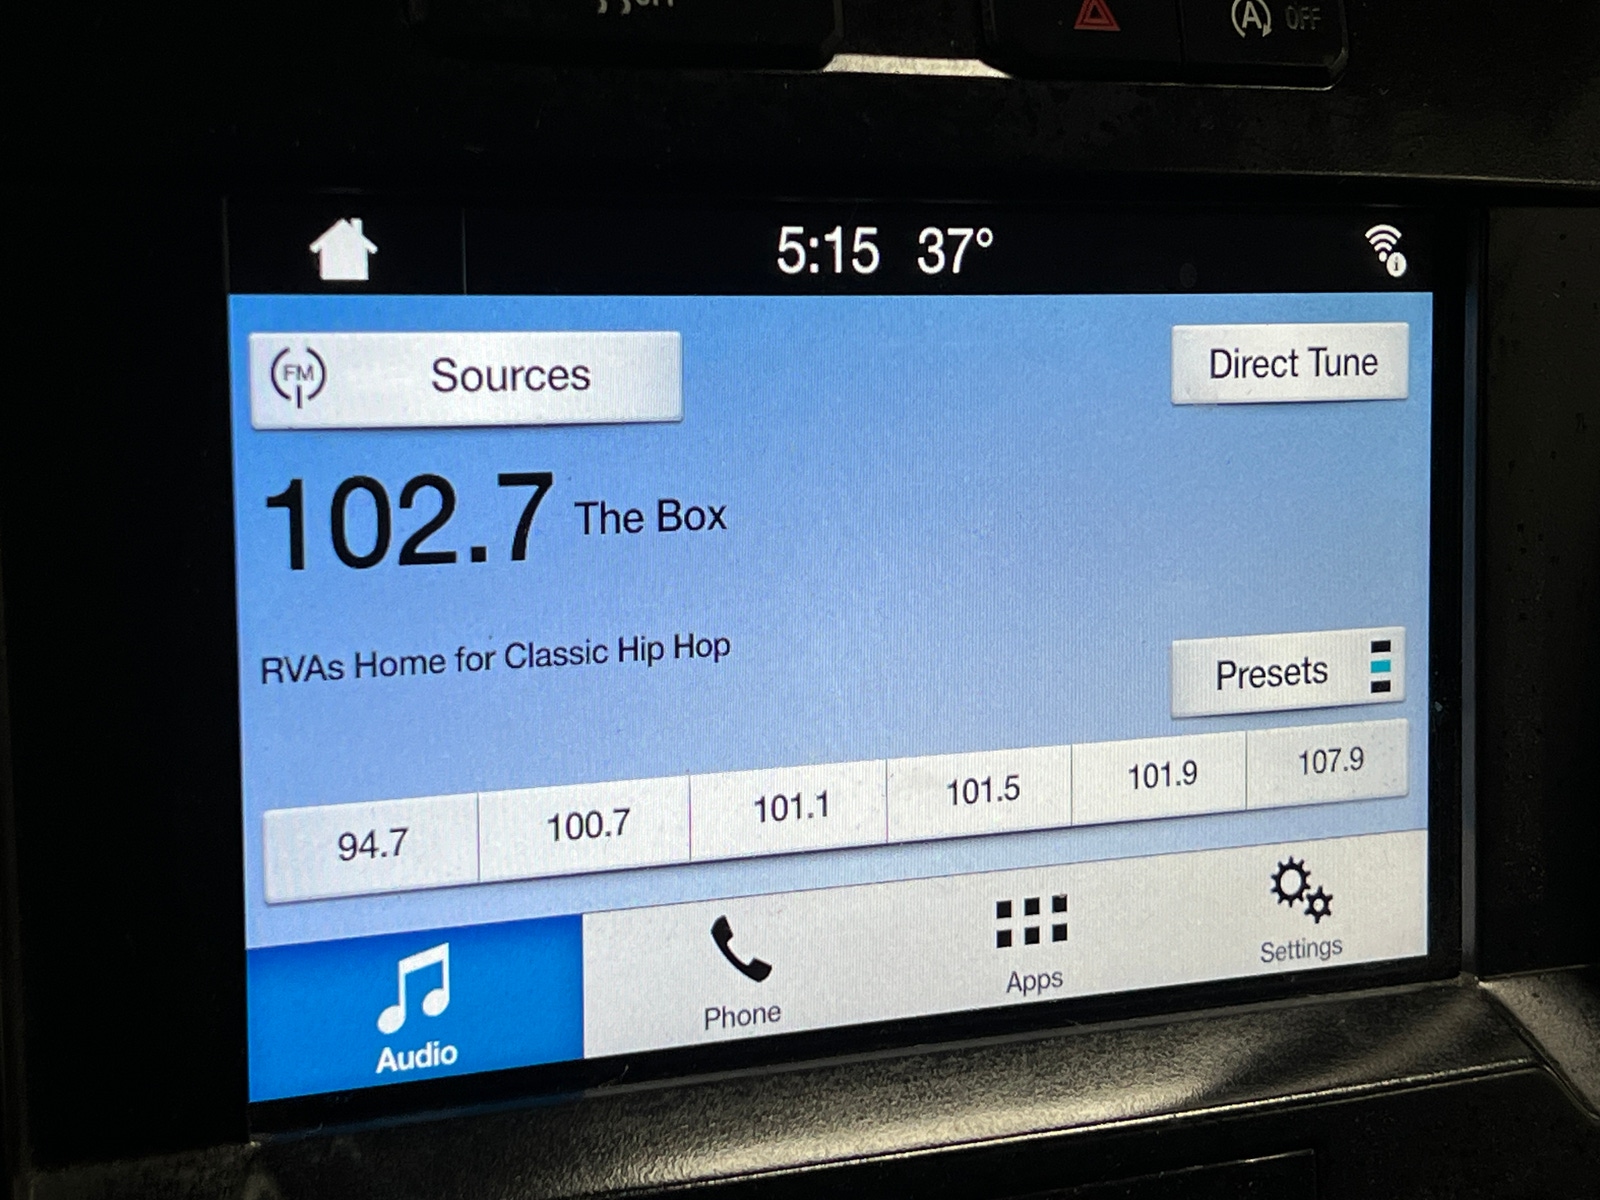 OFF
A OFF
5:15 37°
i
FM Sources
Direct Tune
102.7 The Box
RVAs Home for Classic Hip Hop
Presets
94.7 100.7 101.1 101.5 101.9 107.9
Audio Phone Apps Settings